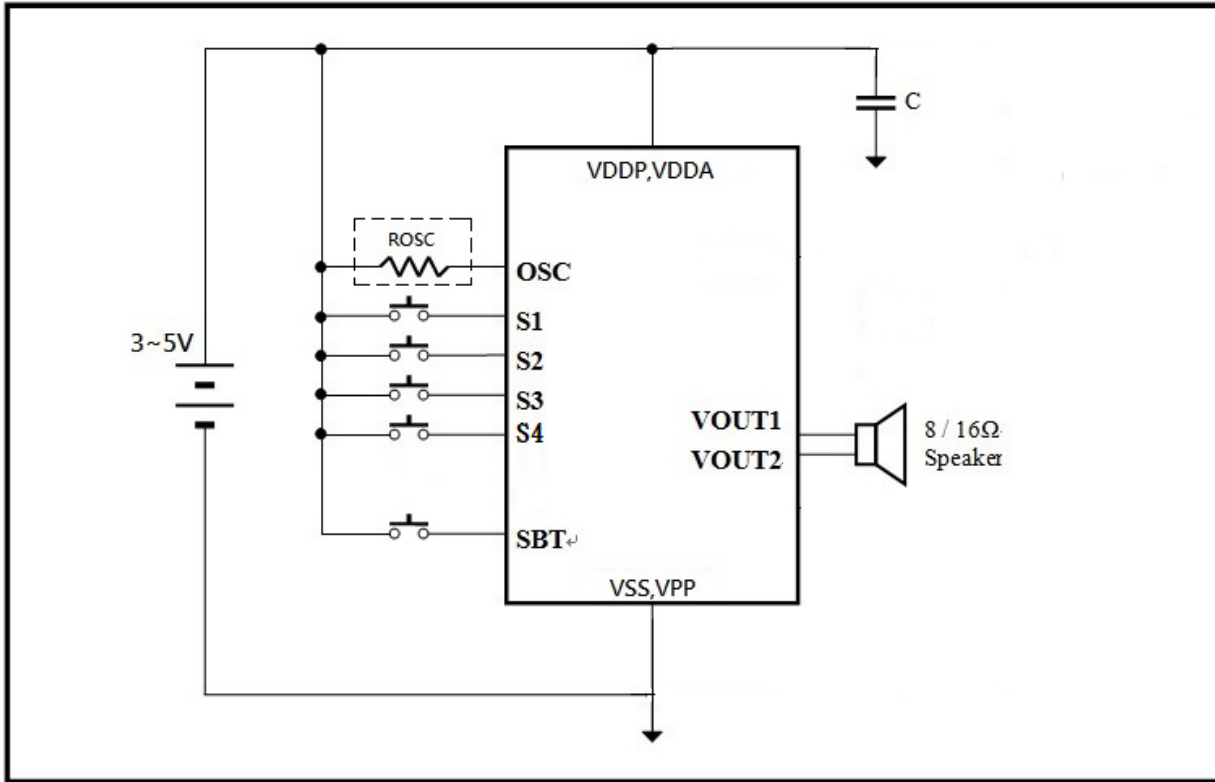 C
VDDP,VDDA
ROSC
OSC
S1
3~5V
S2
S3
S4
VOUT1
VOUT2
8 / 16Ω
Speaker
SBT↵
VSS,VPP